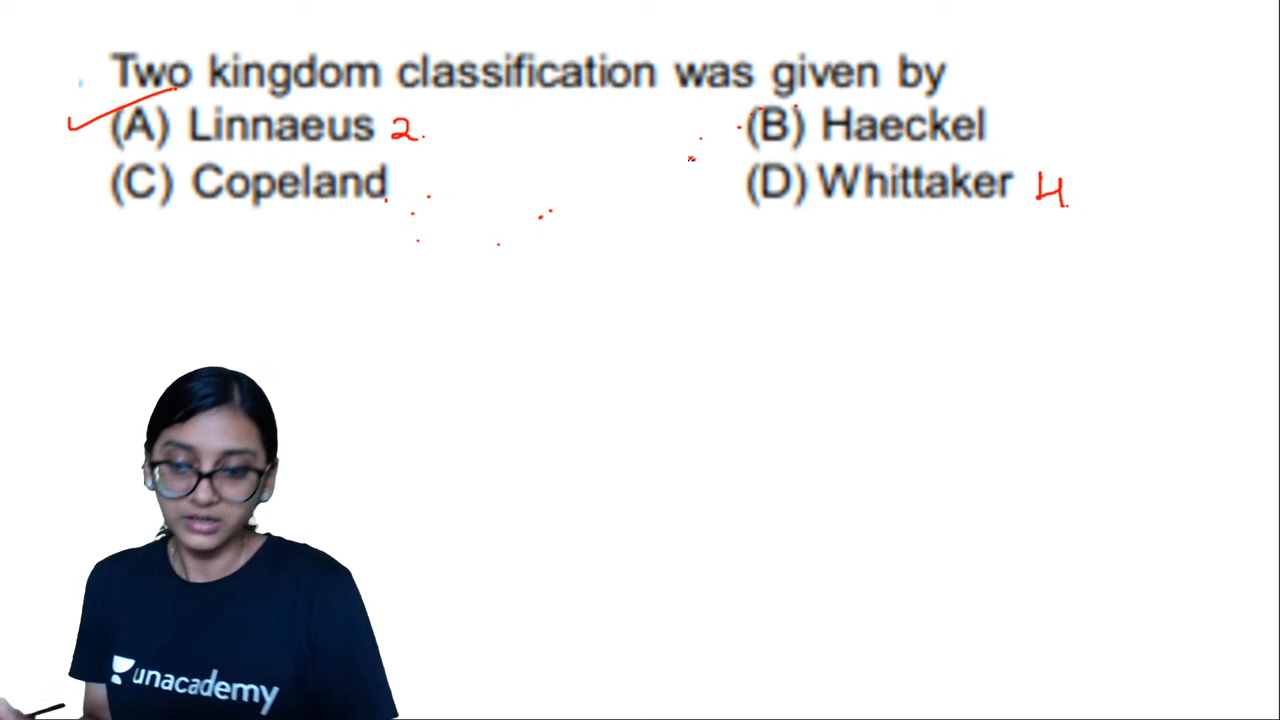 Two kingdom classification was given by
(A) Linnaeus 2. (B) Haeckel
(C) Copeland (D) Whittaker 4
unacademy